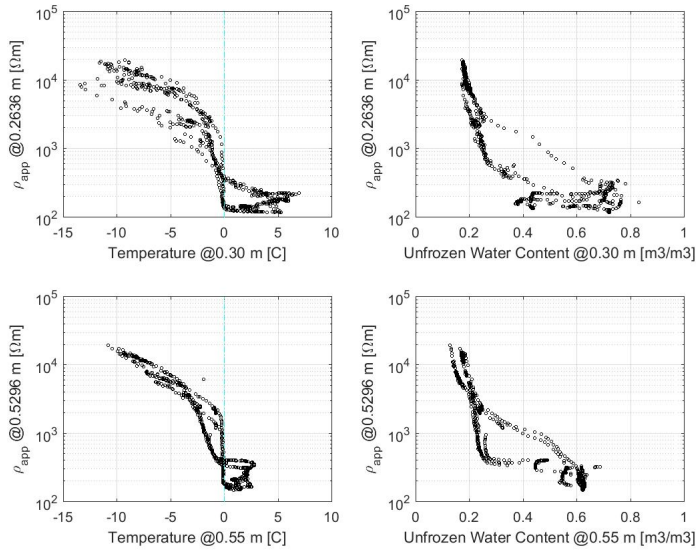 10^5
10^4
10^3
10^2
ρ_app @0.2636 m [Ωm]
-15 -10 -5 0 5 10
Temperature @0.30 m [C]
10^5
10^4
10^3
10^2
ρ_app @0.2636 m [Ωm]
0 0.2 0.4 0.6 0.8 1
Unfrozen Water Content @0.30 m [m3/m3]
10^5
10^4
10^3
10^2
ρ_app @0.5296 m [Ωm]
-15 -10 -5 0 5 10
Temperature @0.55 m [C]
10^5
10^4
10^3
10^2
ρ_app @0.5296 m [Ωm]
0 0.2 0.4 0.6 0.8 1
Unfrozen Water Content @0.55 m [m3/m3]